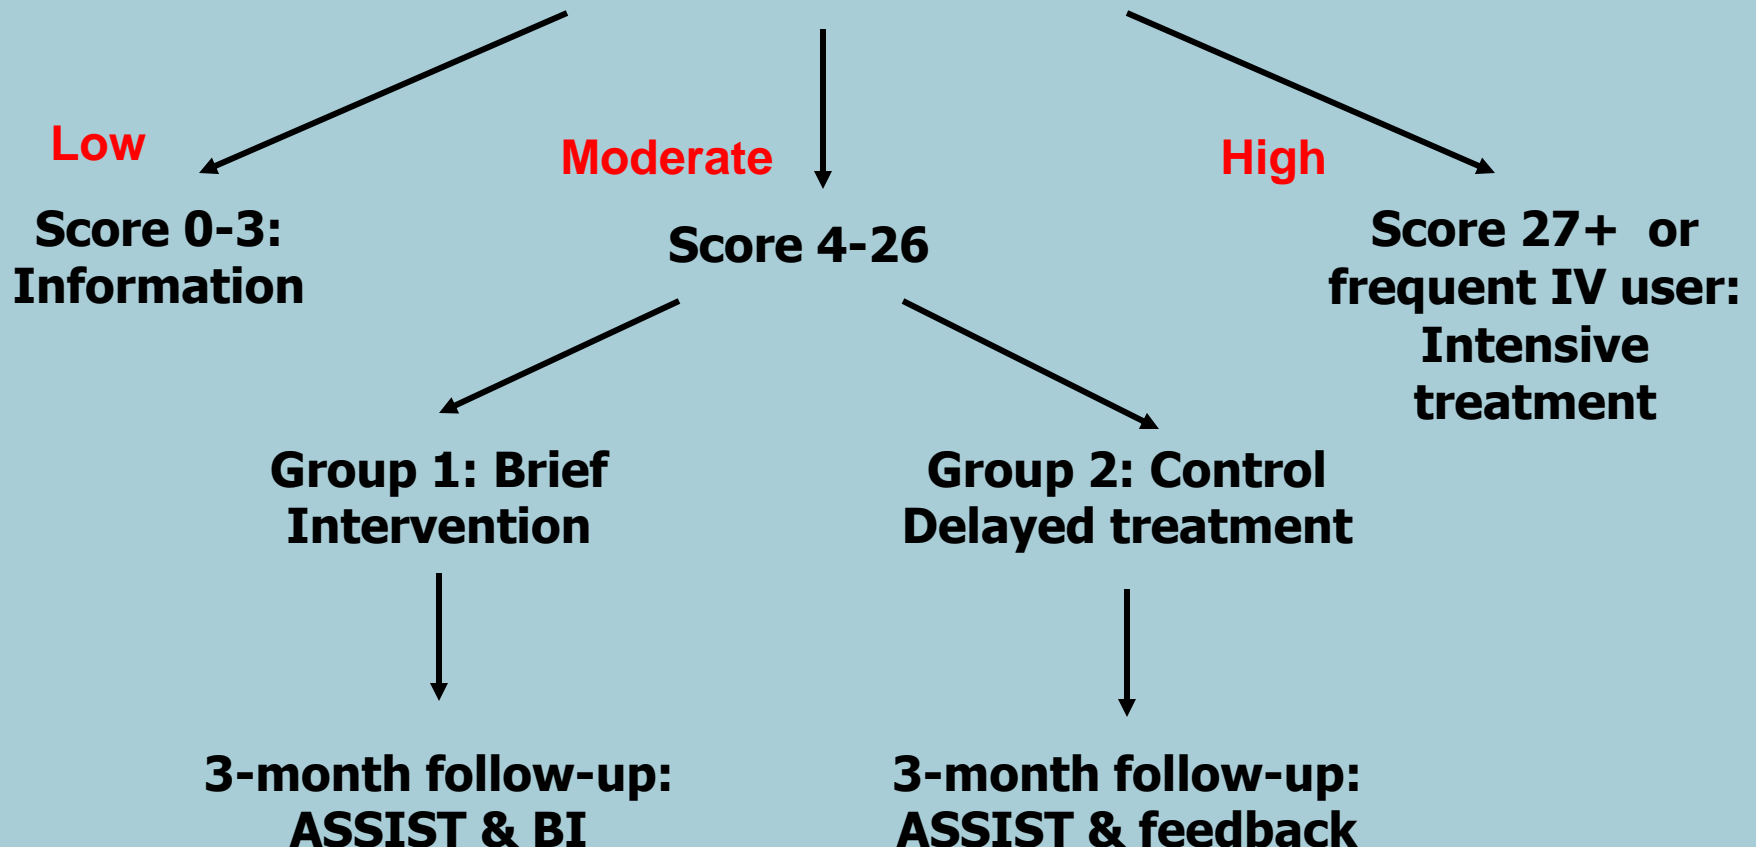 Low
Moderate
High
Score 0-3:
Information
Score 4-26
Score 27+ or
frequent IV user:
Intensive
treatment
Group 1: Brief
Intervention
Group 2: Control
Delayed treatment
3-month follow-up:
ASSIST & BI
3-month follow-up:
ASSIST & feedback